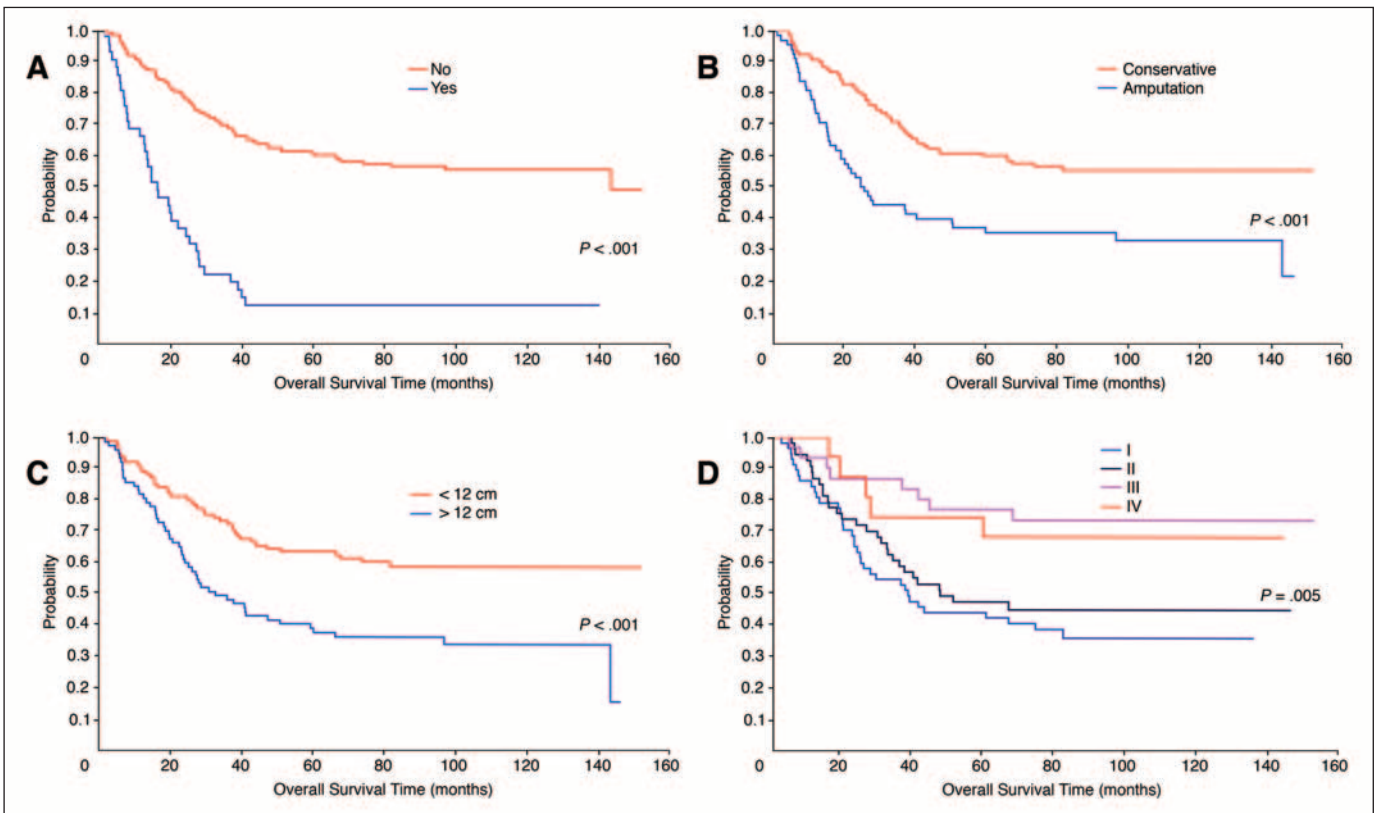 A
No
Yes
1.0
0.9
0.8
0.7
0.6
0.5
0.4
0.3
0.2
0.1
Probability
P < .001
0 20 40 60 80 100 120 140 160
Overall Survival Time (months)
B
Conservative
Amputation
1.0
0.9
0.8
0.7
0.6
0.5
0.4
0.3
0.2
0.1
Probability
P < .001
0 20 40 60 80 100 120 140 160
Overall Survival Time (months)
C
< 12 cm
> 12 cm
1.0
0.9
0.8
0.7
0.6
0.5
0.4
0.3
0.2
0.1
Probability
P < .001
0 20 40 60 80 100 120 140 160
Overall Survival Time (months)
D
I
II
III
IV
1.0
0.9
0.8
0.7
0.6
0.5
0.4
0.3
0.2
0.1
Probability
P = .005
0 20 40 60 80 100 120 140 160
Overall Survival Time (months)